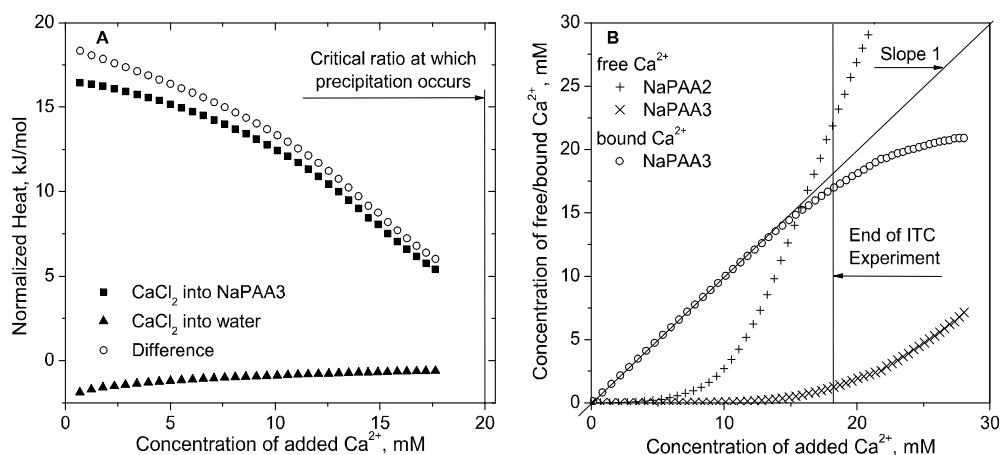 A
Critical ratio at which
precipitation occurs
CaCl₂ into NaPAA3
CaCl₂ into water
Difference
Normalized Heat, kJ/mol
20
15
10
5
0
0
5
10
15
20
Concentration of added Ca²⁺, mM
B
free Ca²⁺
NaPAA2
NaPAA3
bound Ca²⁺
NaPAA3
Slope 1
End of ITC
Experiment
Concentration of free/bound Ca²⁺, mM
30
25
20
15
10
5
0
0
10
20
30
Concentration of added Ca²⁺, mM